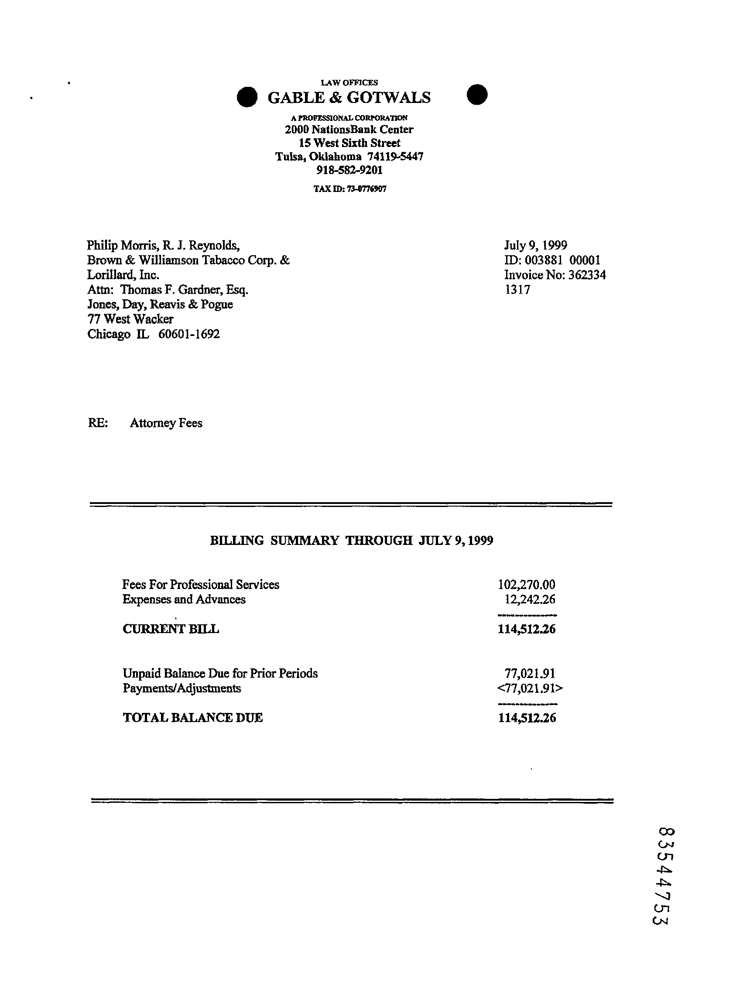 LAW OFFICES
GABLE & GOTWALS
A PROFESSIONAL CORPORATION
2000 NationsBank Center
15 West Sixth Street
Tulsa, Oklahoma 74119-5447
918-582-9201
TAX ID: 73-0776907
Philip Morris, R. J. Reynolds,
Brown & Williamson Tabacco Corp. &
Lorillard, Inc.
Attn: Thomas F. Gardner, Esq.
Jones, Day, Reavis & Pogue
77 West Wacker
Chicago IL 60601-1692
July 9, 1999
ID: 003881 00001
Invoice No: 362334
1317
RE: Attorney Fees
BILLING SUMMARY THROUGH JULY 9, 1999
Fees For Professional Services 102,270.00
Expenses and Advances 12,242.26
CURRENT BILL 114,512.26
Unpaid Balance Due for Prior Periods 77,021.91
Payments/Adjustments <77,021.91>
TOTAL BALANCE DUE 114,512.26
83544753